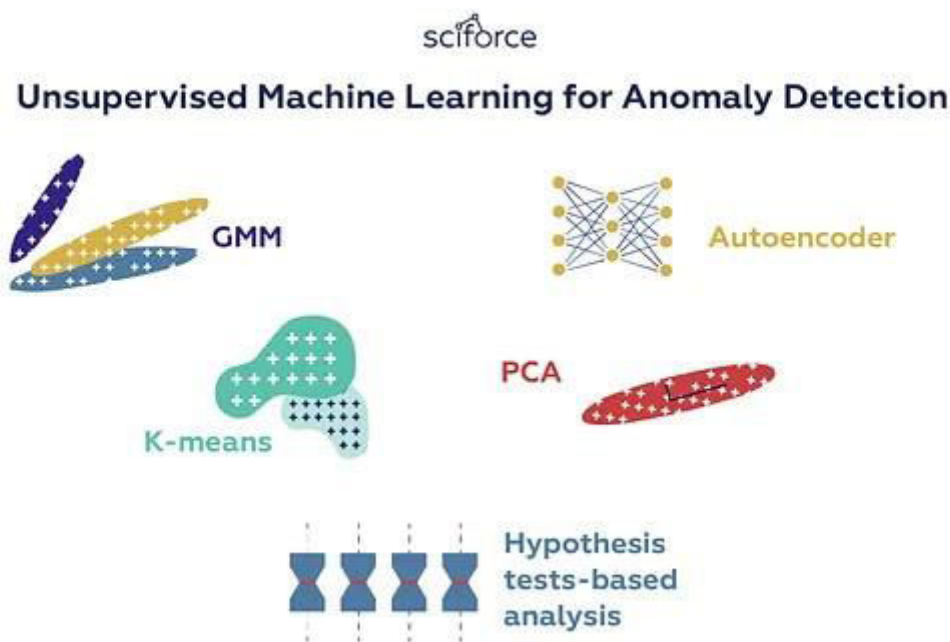 sciforce
Unsupervised Machine Learning for Anomaly Detection
GMM
Autoencoder
PCA
K-means
Hypothesis
tests-based
analysis